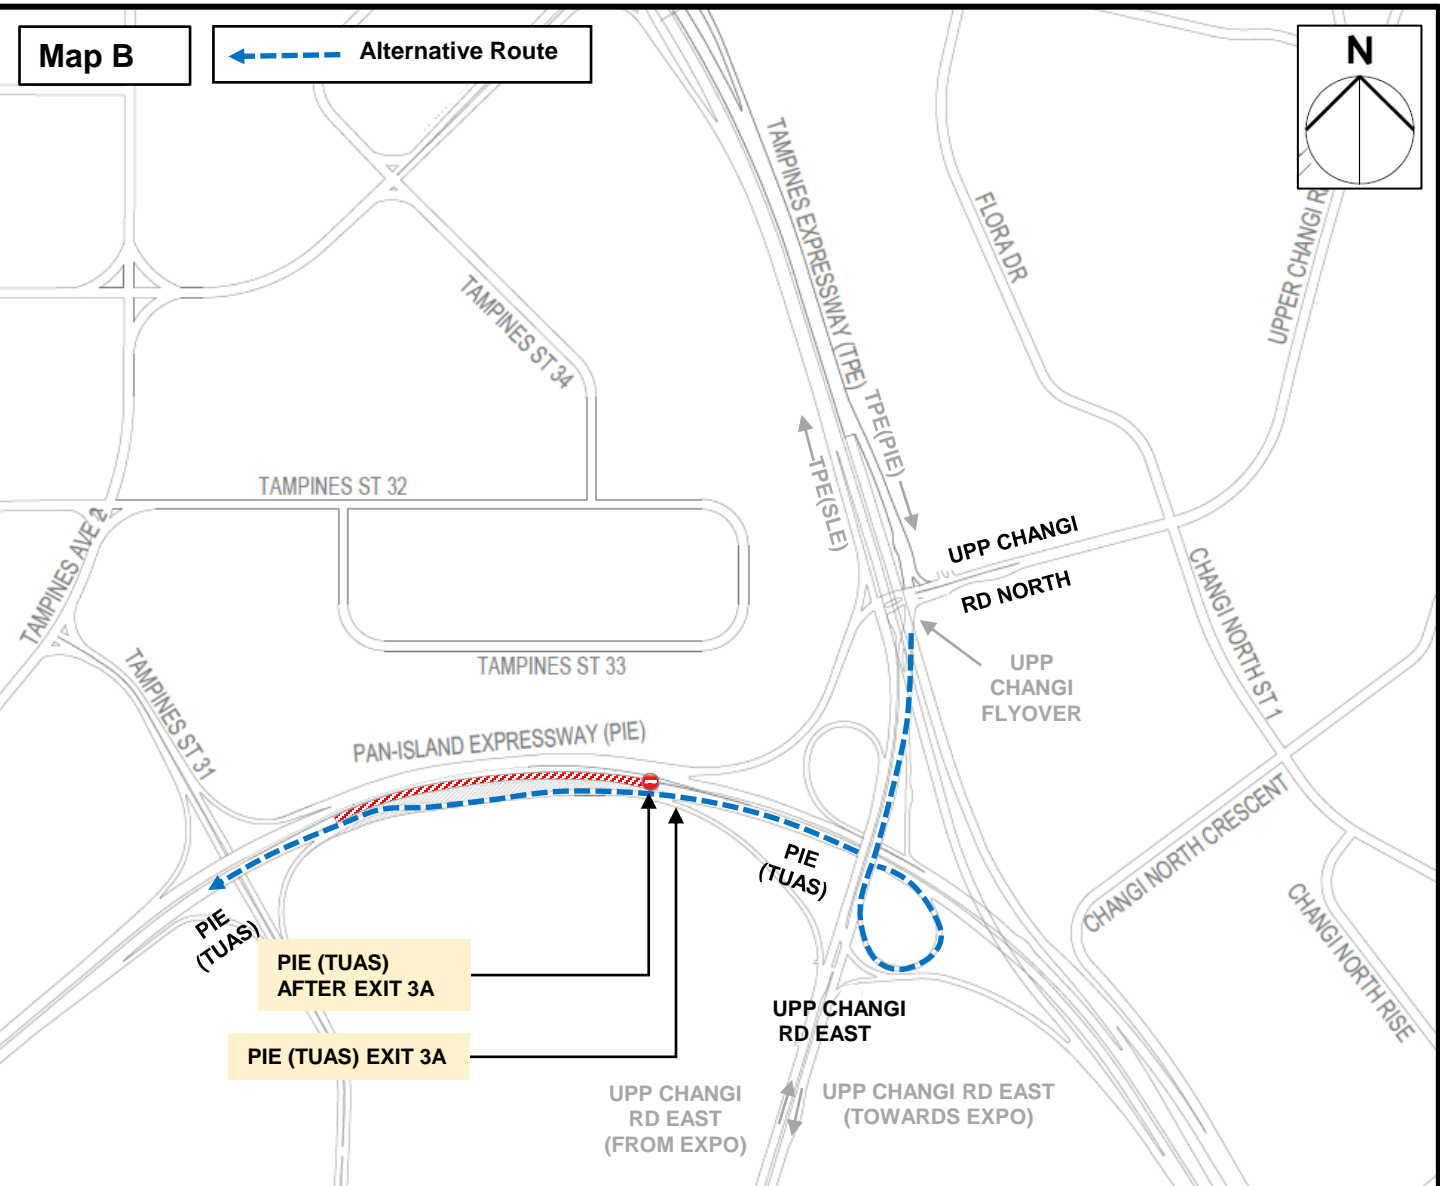 Map B
Alternative Route
N
TAMPINES EXPRESSWAY (TPE)
FLORA DR
UPPER CHANGI R
TAMPINES ST 34
TPE(PIE)
TPE(SLE)
TAMPINES ST 32
TAMPINES AVE 2
UPP CHANGI
RD NORTH
CHANGI NORTH ST 1
TAMPINES ST 33
TAMPINES ST 31
UPP
CHANGI
FLYOVER
PAN-ISLAND EXPRESSWAY (PIE)
CHANGI NORTH CRESCENT
CHANGI NORTH RISE
PIE
(TUAS)
PIE
(TUAS)
PIE (TUAS)
AFTER EXIT 3A
PIE (TUAS) EXIT 3A
UPP CHANGI
RD EAST
UPP CHANGI
RD EAST
(FROM EXPO)
UPP CHANGI RD EAST
(TOWARDS EXPO)